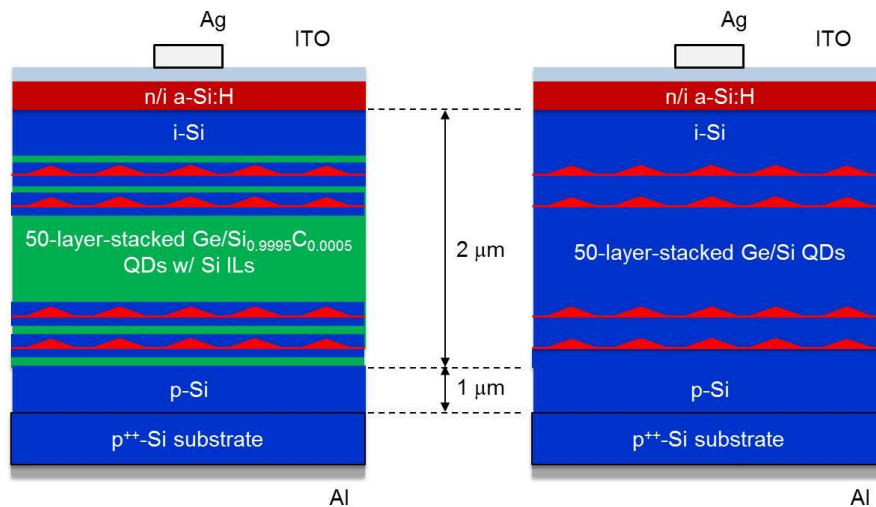 Ag
ITO
n/i a-Si:H
i-Si
50-layer-stacked Ge/Si0.9995C0.0005
QDs w/ Si ILs
p-Si
p++-Si substrate
Al
2 μm
1 μm
Ag
ITO
n/i a-Si:H
i-Si
50-layer-stacked Ge/Si QDs
p-Si
p++-Si substrate
Al